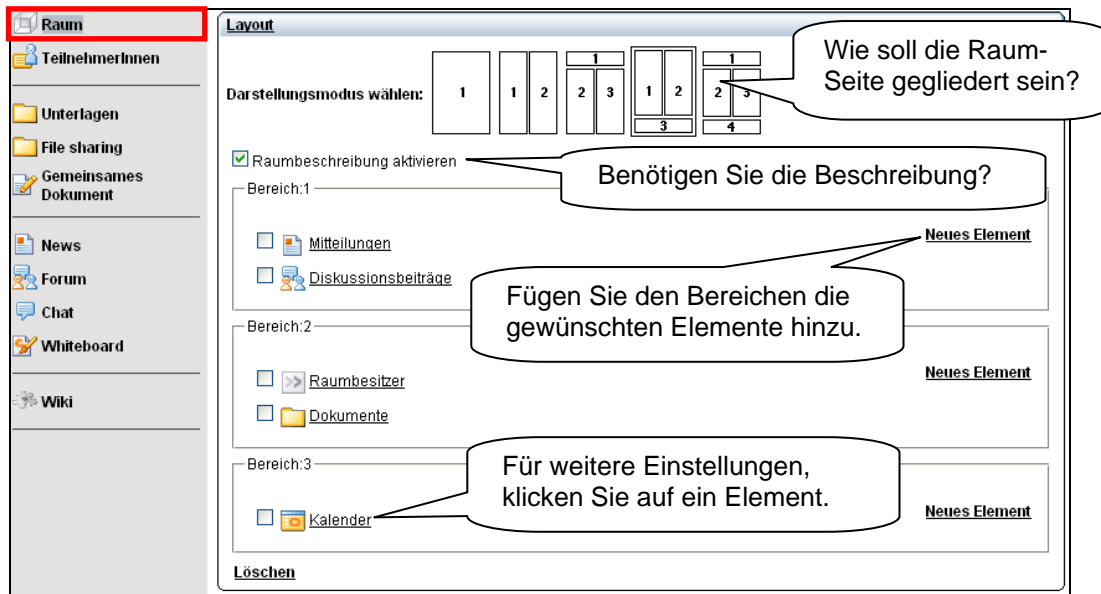 Raum
TeilnehmerInnen
Unterlagen
File sharing
Gemeinsames
Dokument
News
Forum
Chat
Whiteboard
Wiki
Layout
Darstellungsmodus wählen:
1
1 2
1
2 3
1 2
3
1
2 3
4
Wie soll die Raum-
Seite gegliedert sein?
Raumbeschreibung aktivieren
Benötigen Sie die Beschreibung?
Bereich:1
Mitteilungen
Diskussionsbeiträge
Neues Element
Fügen Sie den Bereichen die
gewünschten Elemente hinzu.
Bereich:2
Raumbesitzer
Dokumente
Neues Element
Bereich:3
Kalender
Neues Element
Für weitere Einstellungen,
klicken Sie auf ein Element.
Löschen